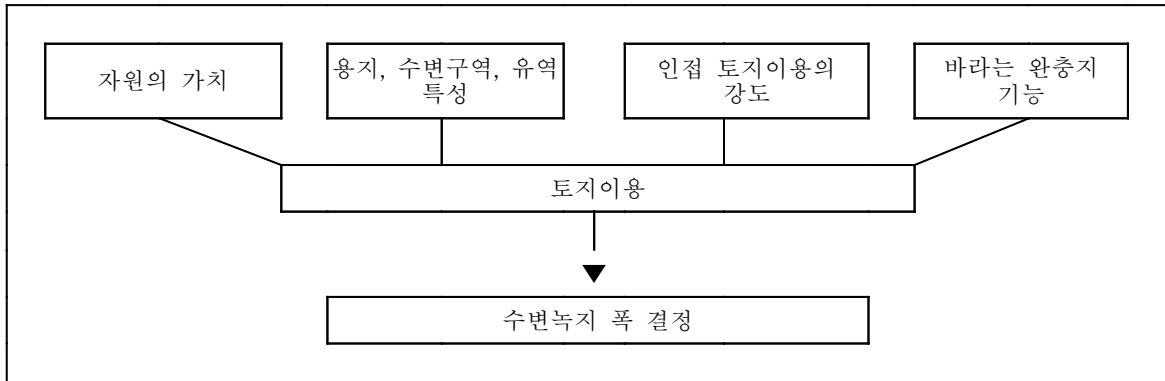 자원의 가치
용지, 수변구역, 유역
특성
인접 토지이용의
강도
바라는 완충지
기능
토지이용
수변녹지 폭 결정